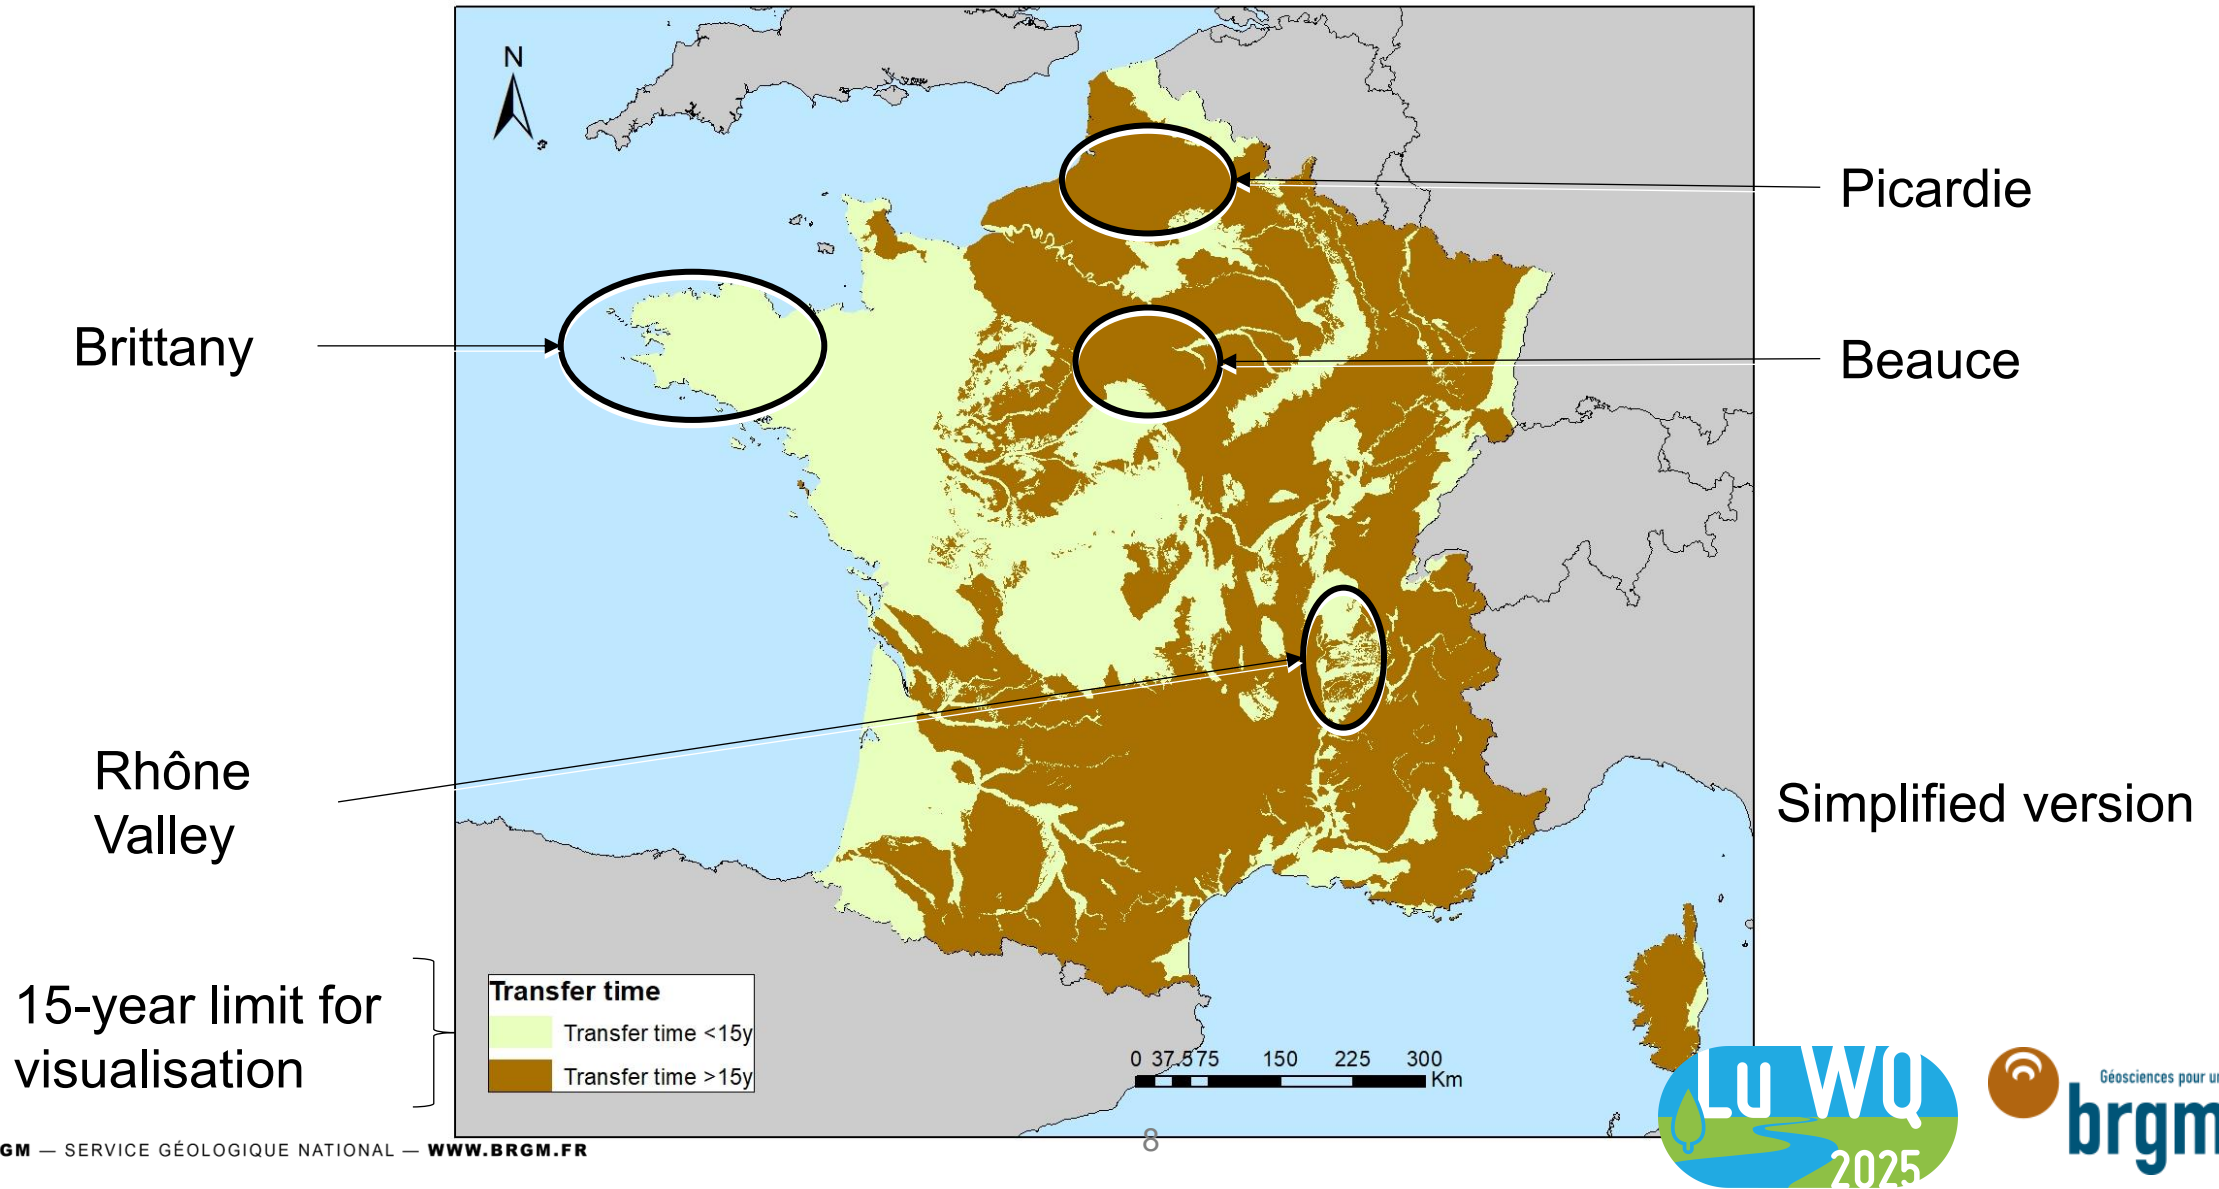 N
Picardie
Brittany
Beauce
Rhône
Valley
Simplified version
15-year limit for
visualisation
Transfer time
Transfer time <15y
Transfer time >15y
0 37.575 150 225 300
Km
GM — SERVICE GÉOLOGIQUE NATIONAL — WWW.BRGM.FR
8
Lu WQ
2025
Géosciences pour un
brgm